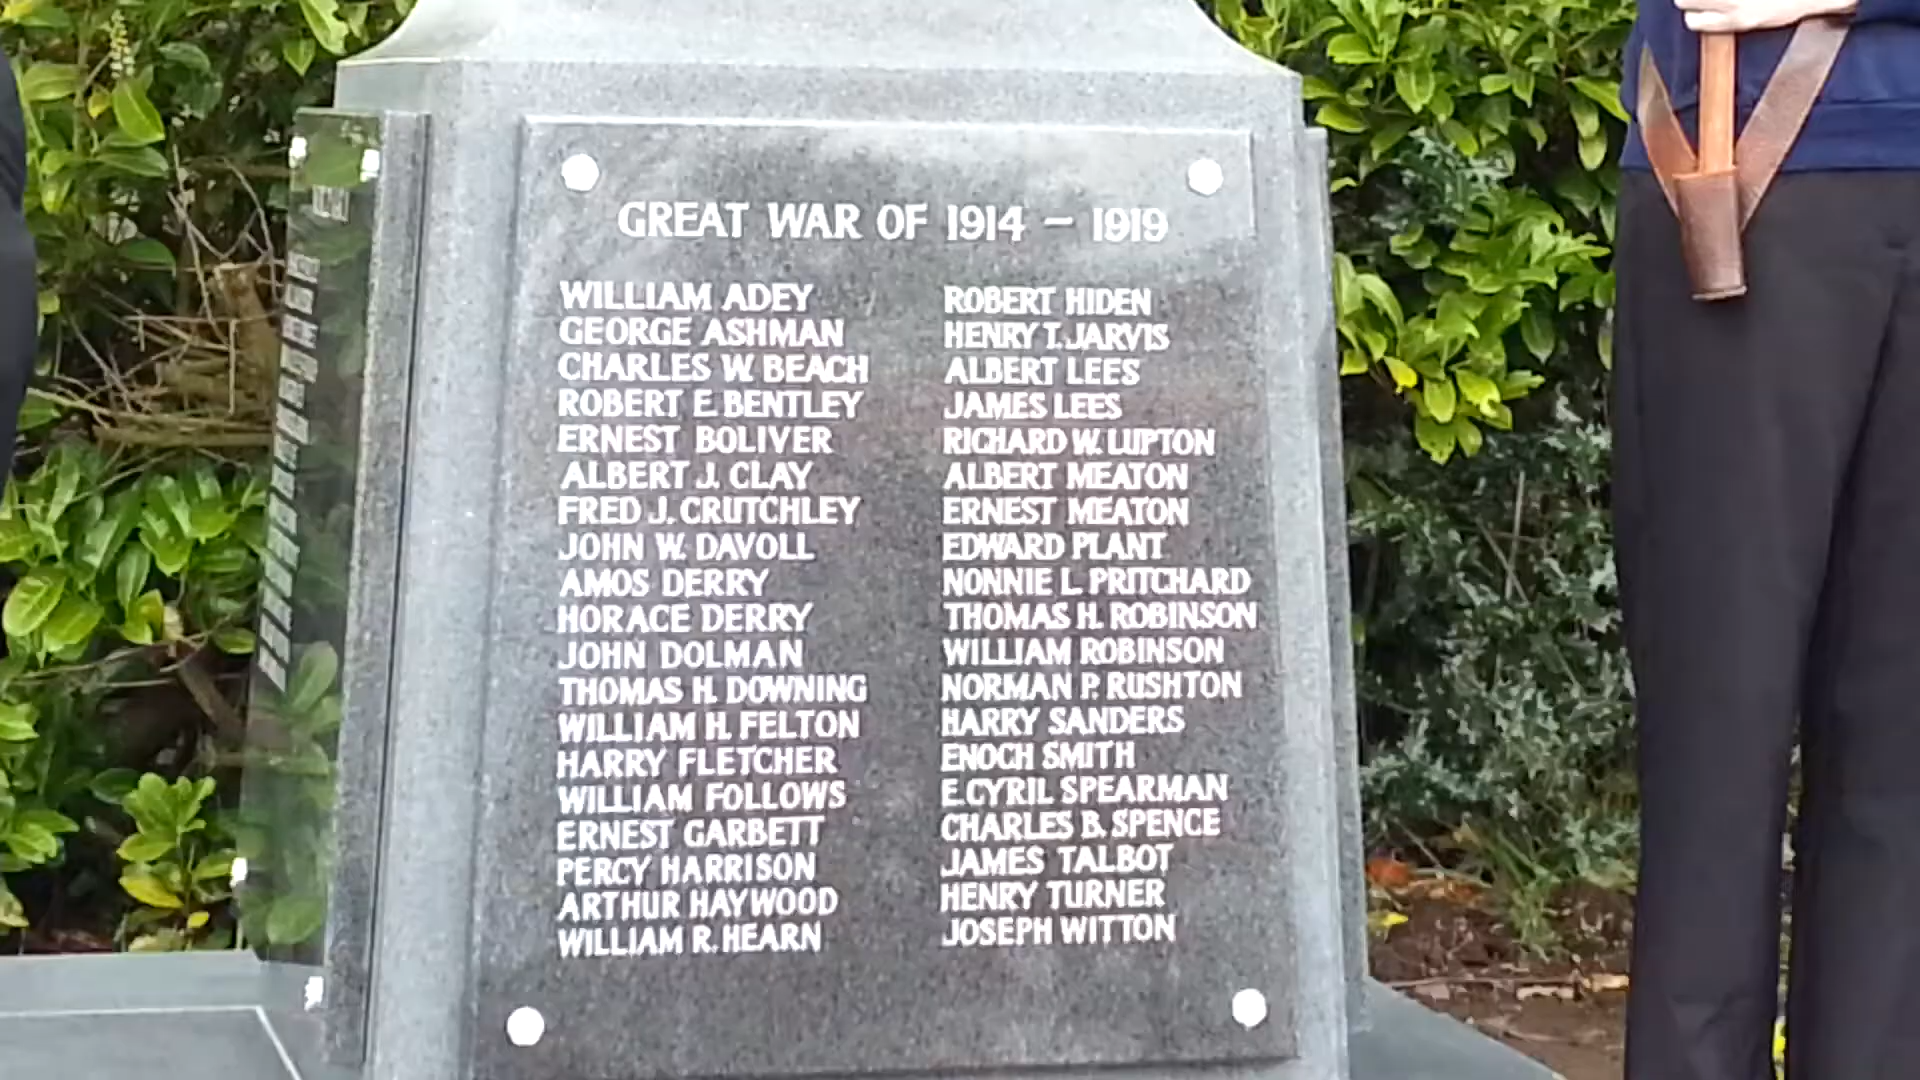 GREAT WAR OF 1914 – 1919
WILLIAM ADEY
GEORGE ASHMAN
CHARLES W. BEACH
ROBERT E. BENTLEY
ERNEST BOLIVER
ALBERT J. CLAY
FRED J. CRUTCHLEY
JOHN W. DAVOLL
AMOS DERRY
HORACE DERRY
JOHN DOLMAN
THOMAS H. DOWNING
WILLIAM H. FELTON
HARRY FLETCHER
WILLIAM FOLLOWS
ERNEST GARBETT
PERCY HARRISON
ARTHUR HAYWOOD
WILLIAM R. HEARN
ROBERT HIDEN
HENRY T. JARVIS
ALBERT LEES
JAMES LEES
RICHARD W. LUPTON
ALBERT MEATON
ERNEST MEATON
EDWARD PLANT
NONNIE L. PRITCHARD
THOMAS H. ROBINSON
WILLIAM ROBINSON
NORMAN P. RUSHTON
HARRY SANDERS
ENOCH SMITH
E. CYRIL SPEARMAN
CHARLES B. SPENCE
JAMES TALBOT
HENRY TURNER
JOSEPH WITTON